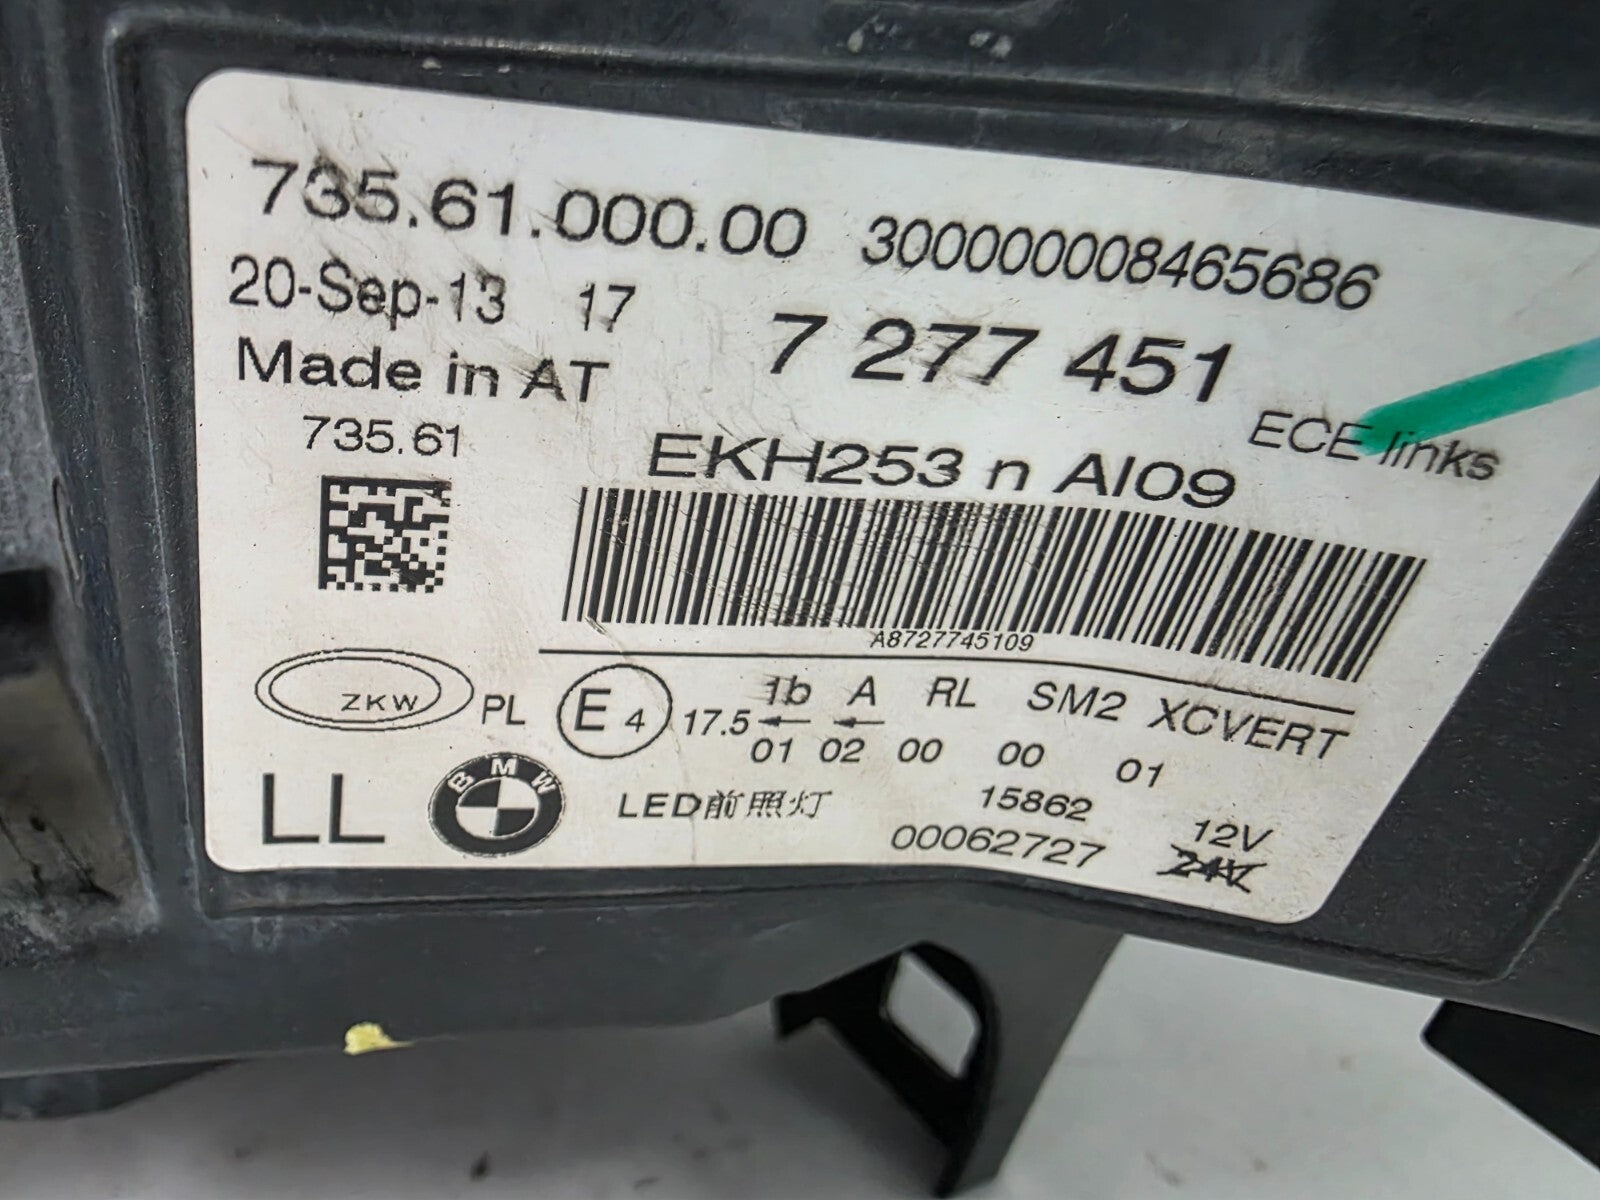 735.61.000.00 300000008465686
20-Sep-13 17
7 277 451
Made in AT
ECE links
735.61
EKH253 n AI09
A8727745109
ZKW PL E 4 17.5 1b A RL SM2 XCVERT
01 02 00 00 01
LL BMW LED前照灯 15862
00062727
12V
24V